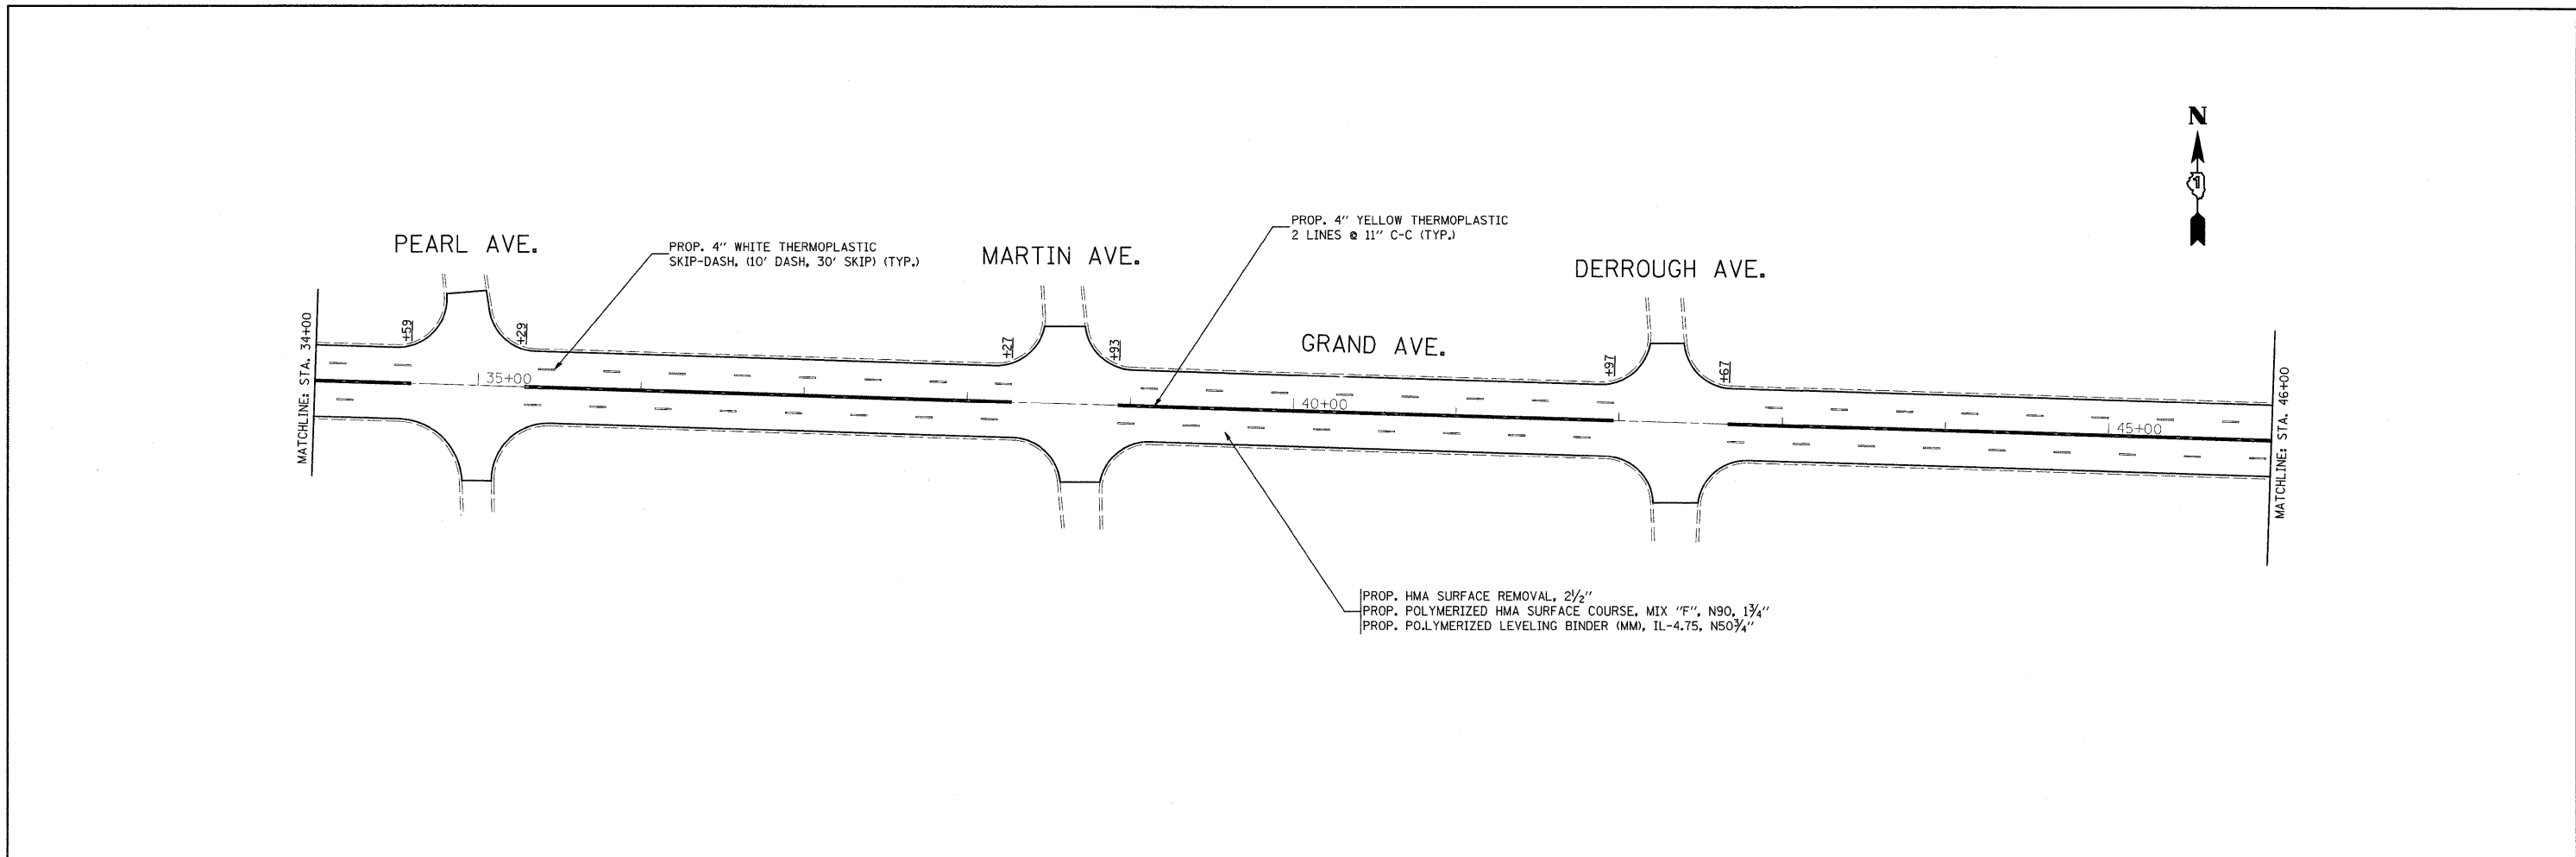 N
1
PEARL AVE.
PROP. 4" WHITE THERMOPLASTIC
SKIP-DASH, (10' DASH, 30' SKIP) (TYP.)
MARTIN AVE.
PROP. 4" YELLOW THERMOPLASTIC
2 LINES @ 11" C-C (TYP.)
DERROUGH AVE.
GRAND AVE.
MATCHLINE: STA. 34+00
+59
+29
+27
+93
+97
+67
35+00
40+00
45+00
MATCHLINE: STA. 46+00
PROP. HMA SURFACE REMOVAL, 2½"
PROP. POLYMERIZED HMA SURFACE COURSE, MIX "F", N90, 1¾"
PROP. PO.LYMERIZED LEVELING BINDER (MM), IL-4.75, N50¾"